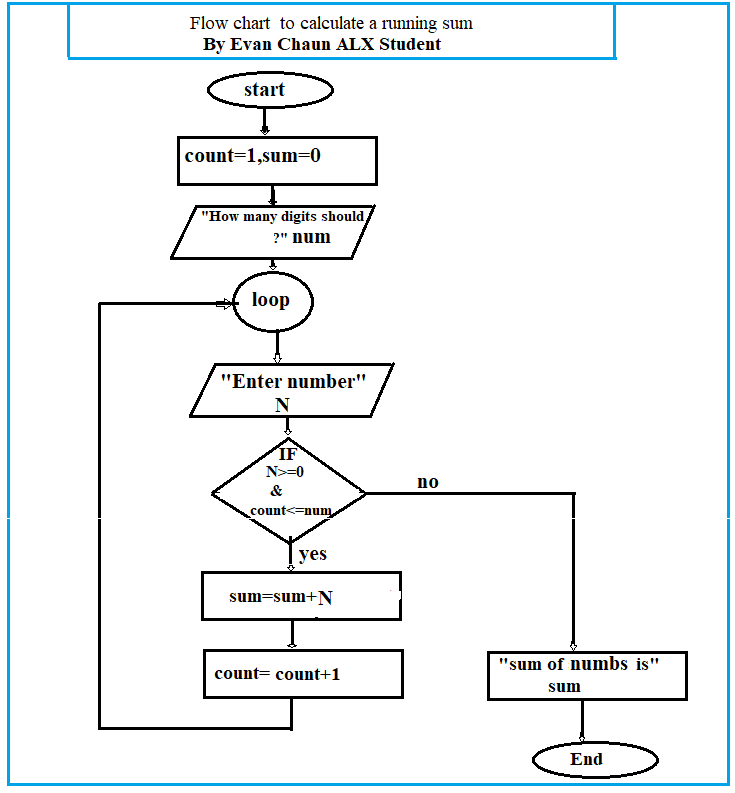 Flow chart to calculate a running sum
By Evan Chaun ALX Student
start
count=1,sum=0
"How many digits should
?" num
loop
"Enter number"
N
IF
N>=0
&
count<=num
no
yes
sum=sum+N
count= count+1
"sum of numbs is"
sum
End